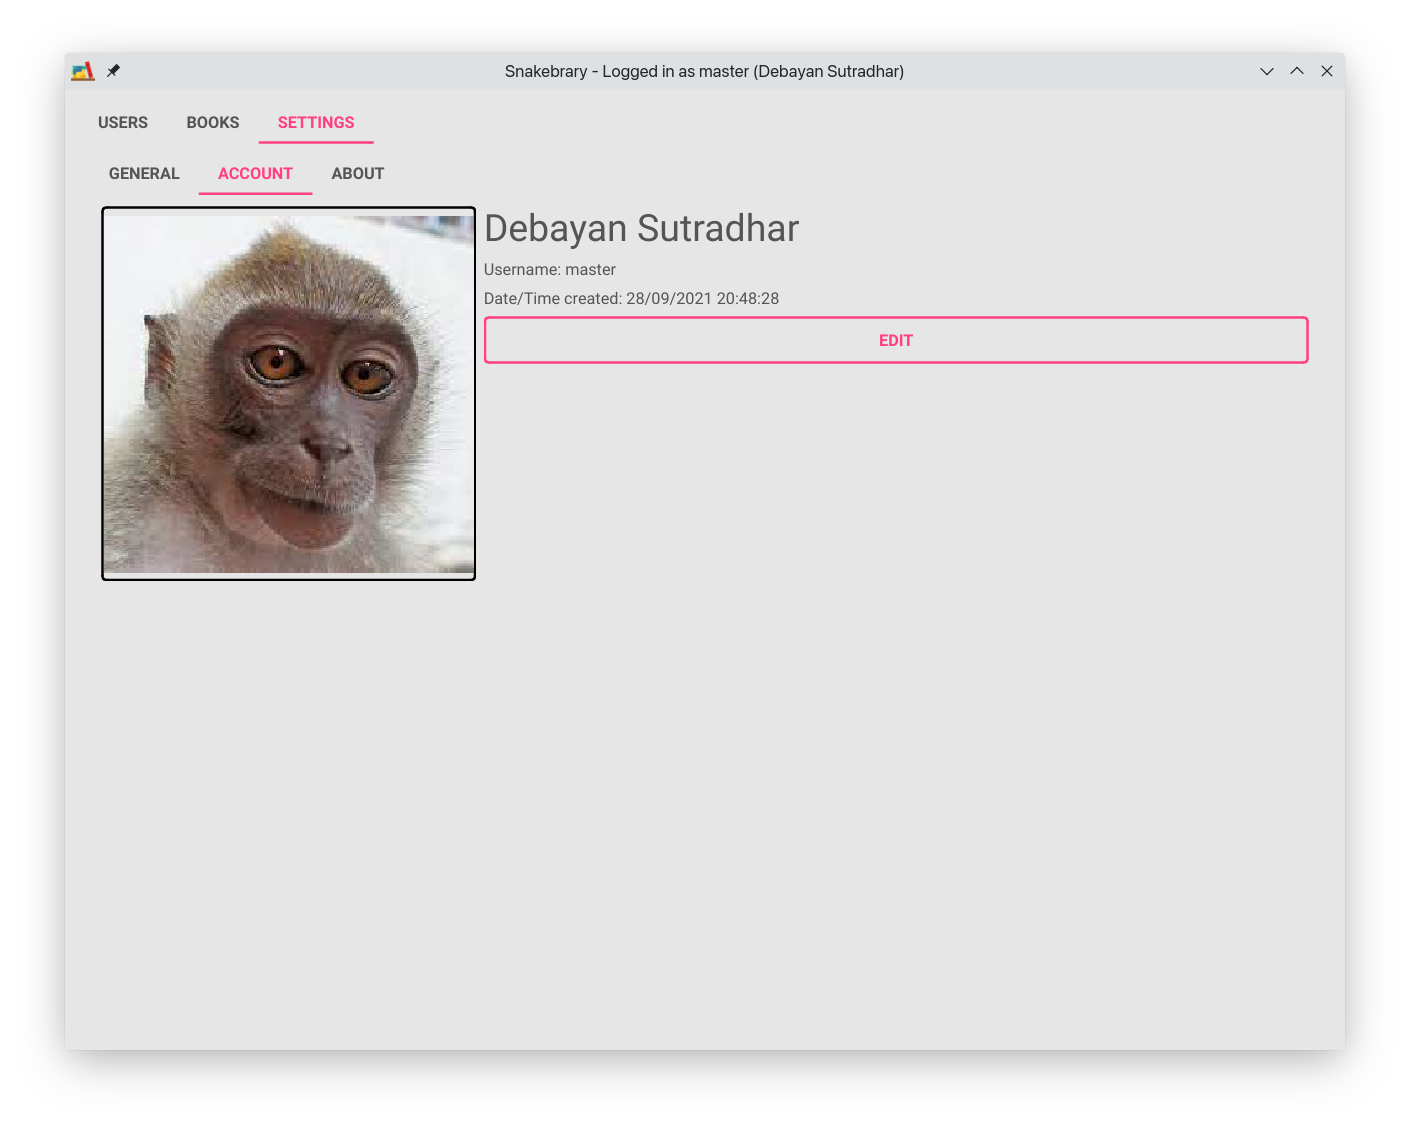 Snakebrary - Logged in as master (Debayan Sutradhar)
USERS BOOKS SETTINGS
GENERAL ACCOUNT ABOUT
Debayan Sutradhar
Username: master
Date/Time created: 28/09/2021 20:48:28
EDIT